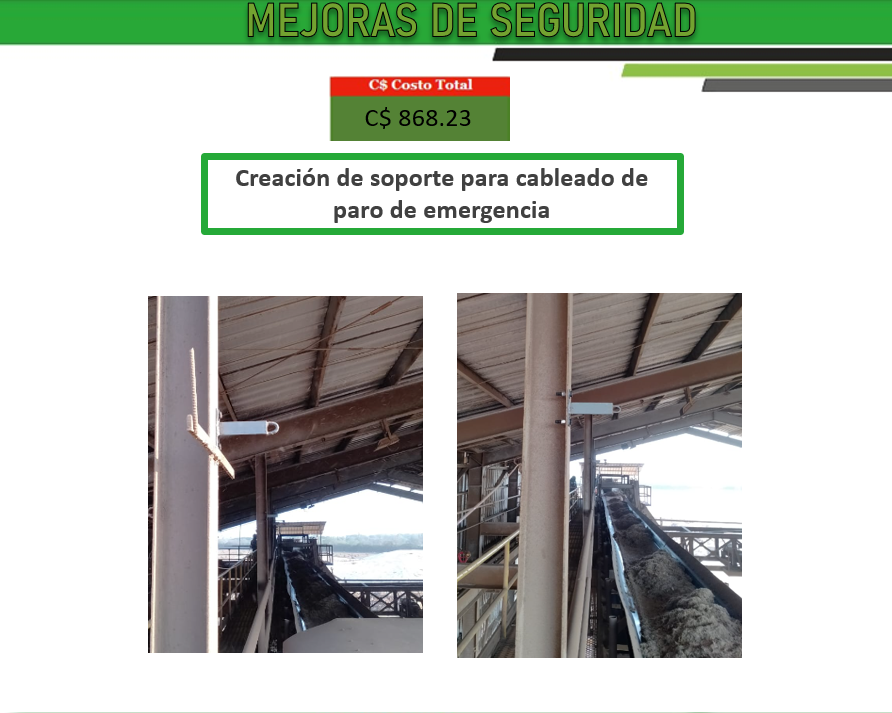 MEJORAS DE SEGURIDAD
C$ Costo Total
C$ 868.23
Creación de soporte para cableado de
paro de emergencia